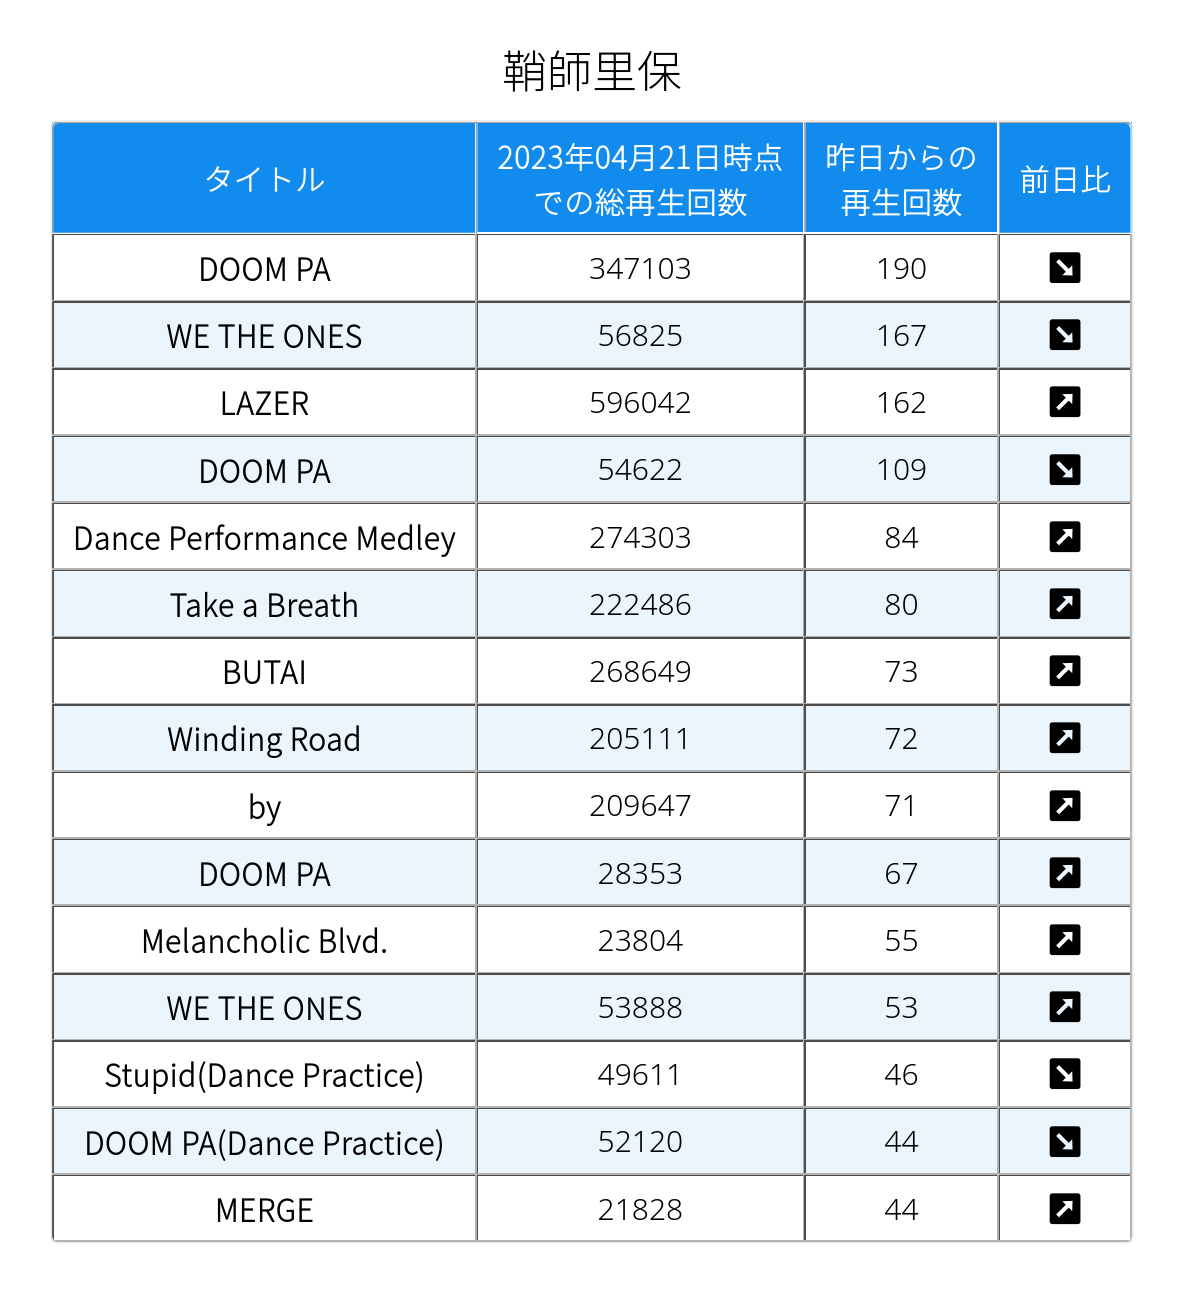 鞘師里保
タイトル 2023年04月21日時点での総再生回数 昨日からの再生回数 前日比
DOOM PA 347103 190 ↘
WE THE ONES 56825 167 ↘
LAZER 596042 162 ↗
DOOM PA 54622 109 ↘
Dance Performance Medley 274303 84 ↗
Take a Breath 222486 80 ↗
BUTAI 268649 73 ↗
Winding Road 205111 72 ↗
by 209647 71 ↗
DOOM PA 28353 67 ↗
Melancholic Blvd. 23804 55 ↗
WE THE ONES 53888 53 ↗
Stupid(Dance Practice) 49611 46 ↘
DOOM PA(Dance Practice) 52120 44 ↘
MERGE 21828 44 ↗